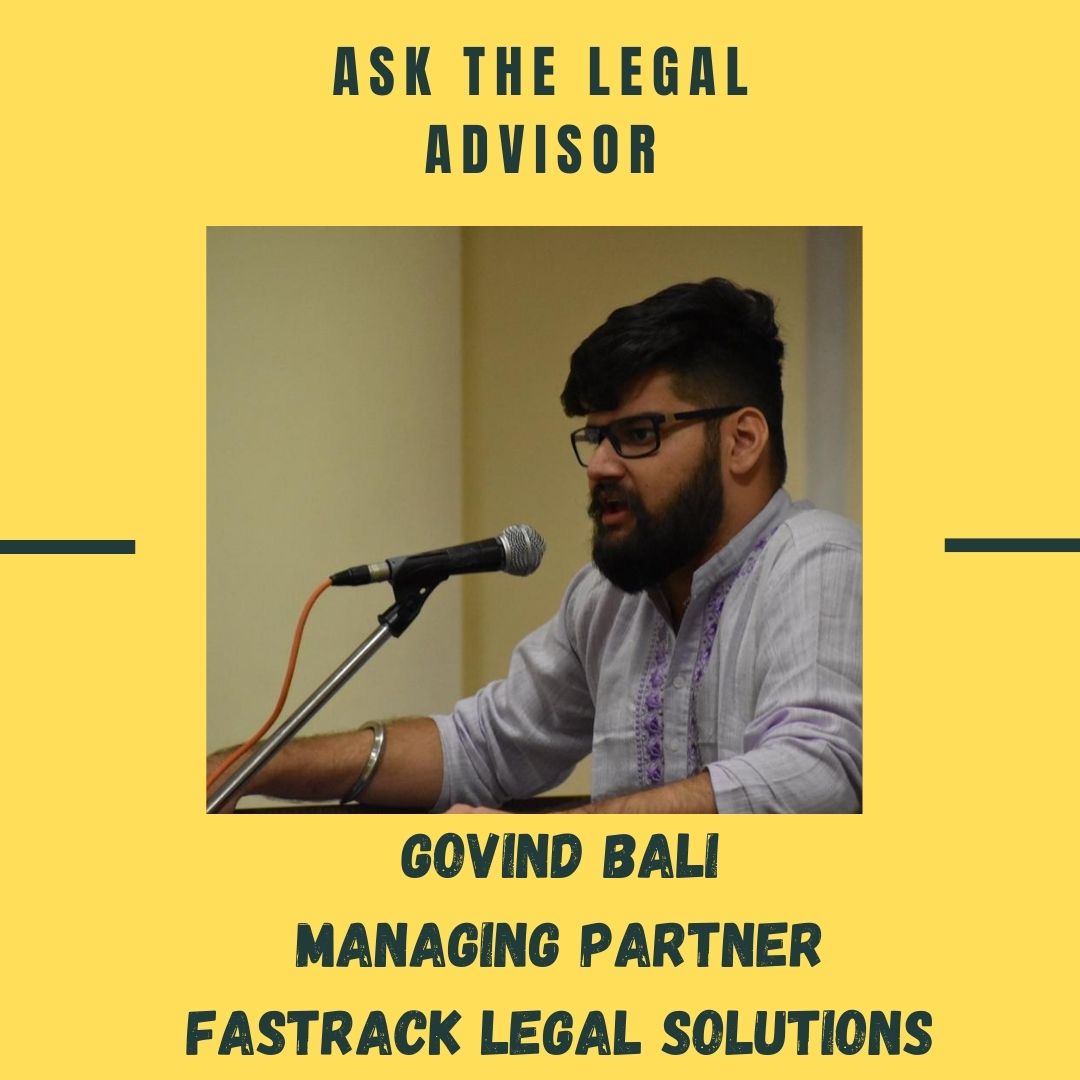 ASK THE LEGAL
ADVISOR
GOVIND BALI
MANAGING PARTNER
FASTRACK LEGAL SOLUTIONS